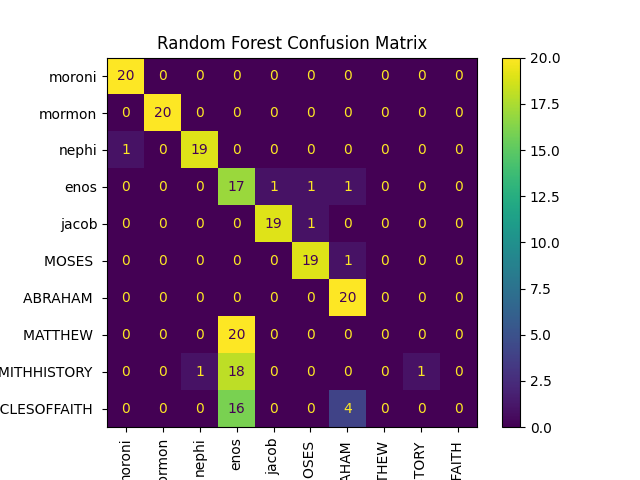 Random Forest Confusion Matrix
moroni 20 0 0 0 0 0 0 0 0 0
mormon 0 20 0 0 0 0 0 0 0 0
nephi 1 0 19 0 0 0 0 0 0 0
enos 0 0 0 17 1 1 1 0 0 0
jacob 0 0 0 0 19 1 0 0 0 0
MOSES 0 0 0 0 0 19 1 0 0 0
ABRAHAM 0 0 0 0 0 0 20 0 0 0
MATTHEW 0 0 0 20 0 0 0 0 0 0
MITHHISTORY 0 0 1 18 0 0 0 0 1 0
CLESOFFAITH 0 0 0 16 0 0 4 0 0 0
noroni
ormon
nephi
enos
jacob
OSES
HAM
THEW
TORY
FAITH
20.0
17.5
15.0
12.5
10.0
7.5
5.0
2.5
0.0